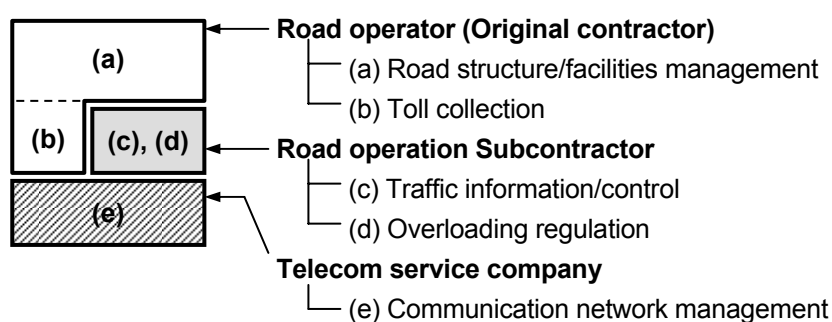 (a)
(b)
(c), (d)
(e)
Road operator (Original contractor)
(a) Road structure/facilities management
(b) Toll collection
Road operation Subcontractor
(c) Traffic information/control
(d) Overloading regulation
Telecom service company
(e) Communication network management